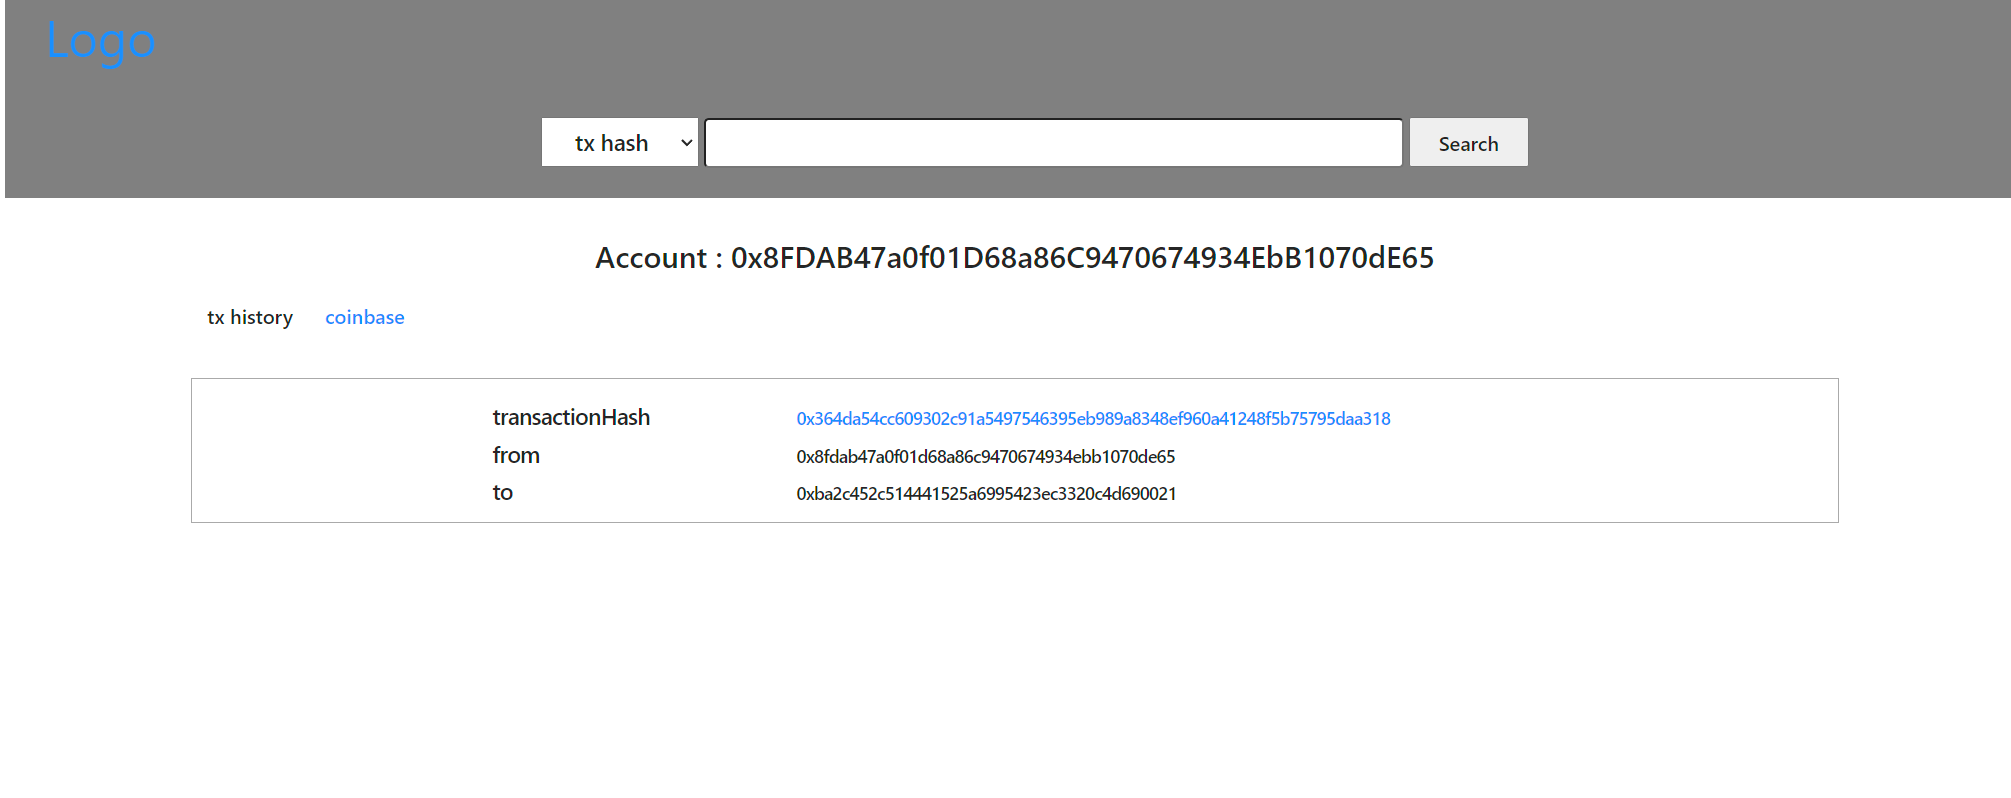 Logo
tx hash
Search
Account : 0x8FDAB47a0f01D68a86C9470674934EbB1070dE65
tx history coinbase
transactionHash 0x364da54cc609302c91a5497546395eb989a8348ef960a41248f5b75795daa318
from 0x8fdab47a0f01d68a86c9470674934ebb1070de65
to 0xba2c452c514441525a6995423ec3320c4d690021